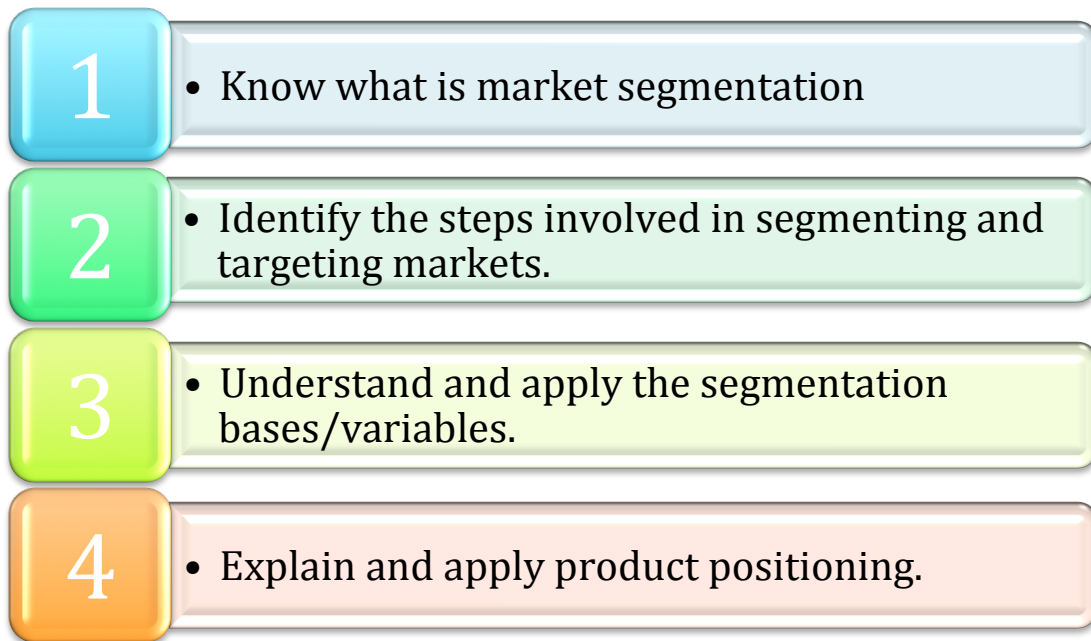 1
• Know what is market segmentation
2
• Identify the steps involved in segmenting and
targeting markets.
3
• Understand and apply the segmentation
bases/variables.
4
• Explain and apply product positioning.